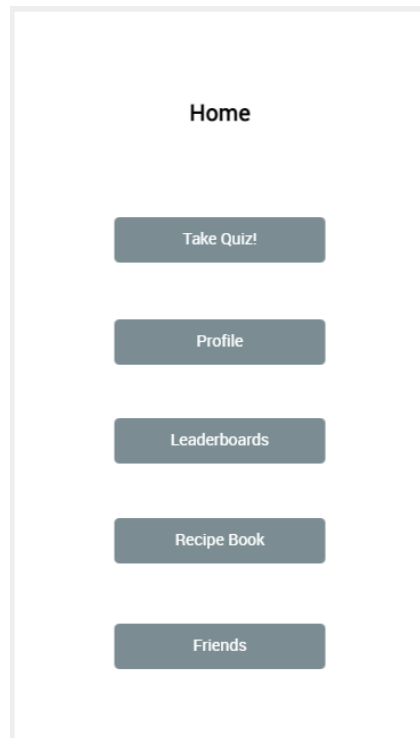 Home
Take Quiz!
Profile
Leaderboards
Recipe Book
Friends